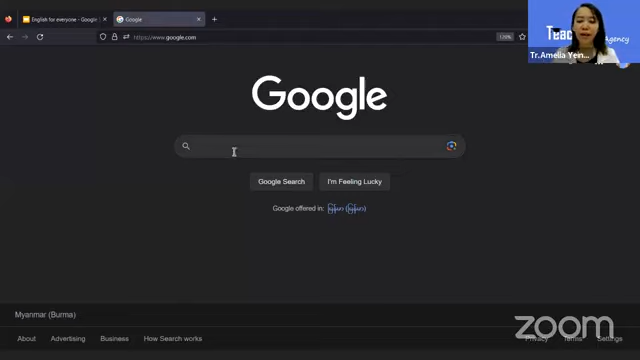 English for everyone - Google
Google
https://www.google.com
120%
Agency
Tr.Amelia Yein...
Google
Google Search
I'm Feeling Lucky
Google offered in:
Myanmar (Burma)
zoom
About
Advertising
Business
How Search works
Privacy
Terms
Settings